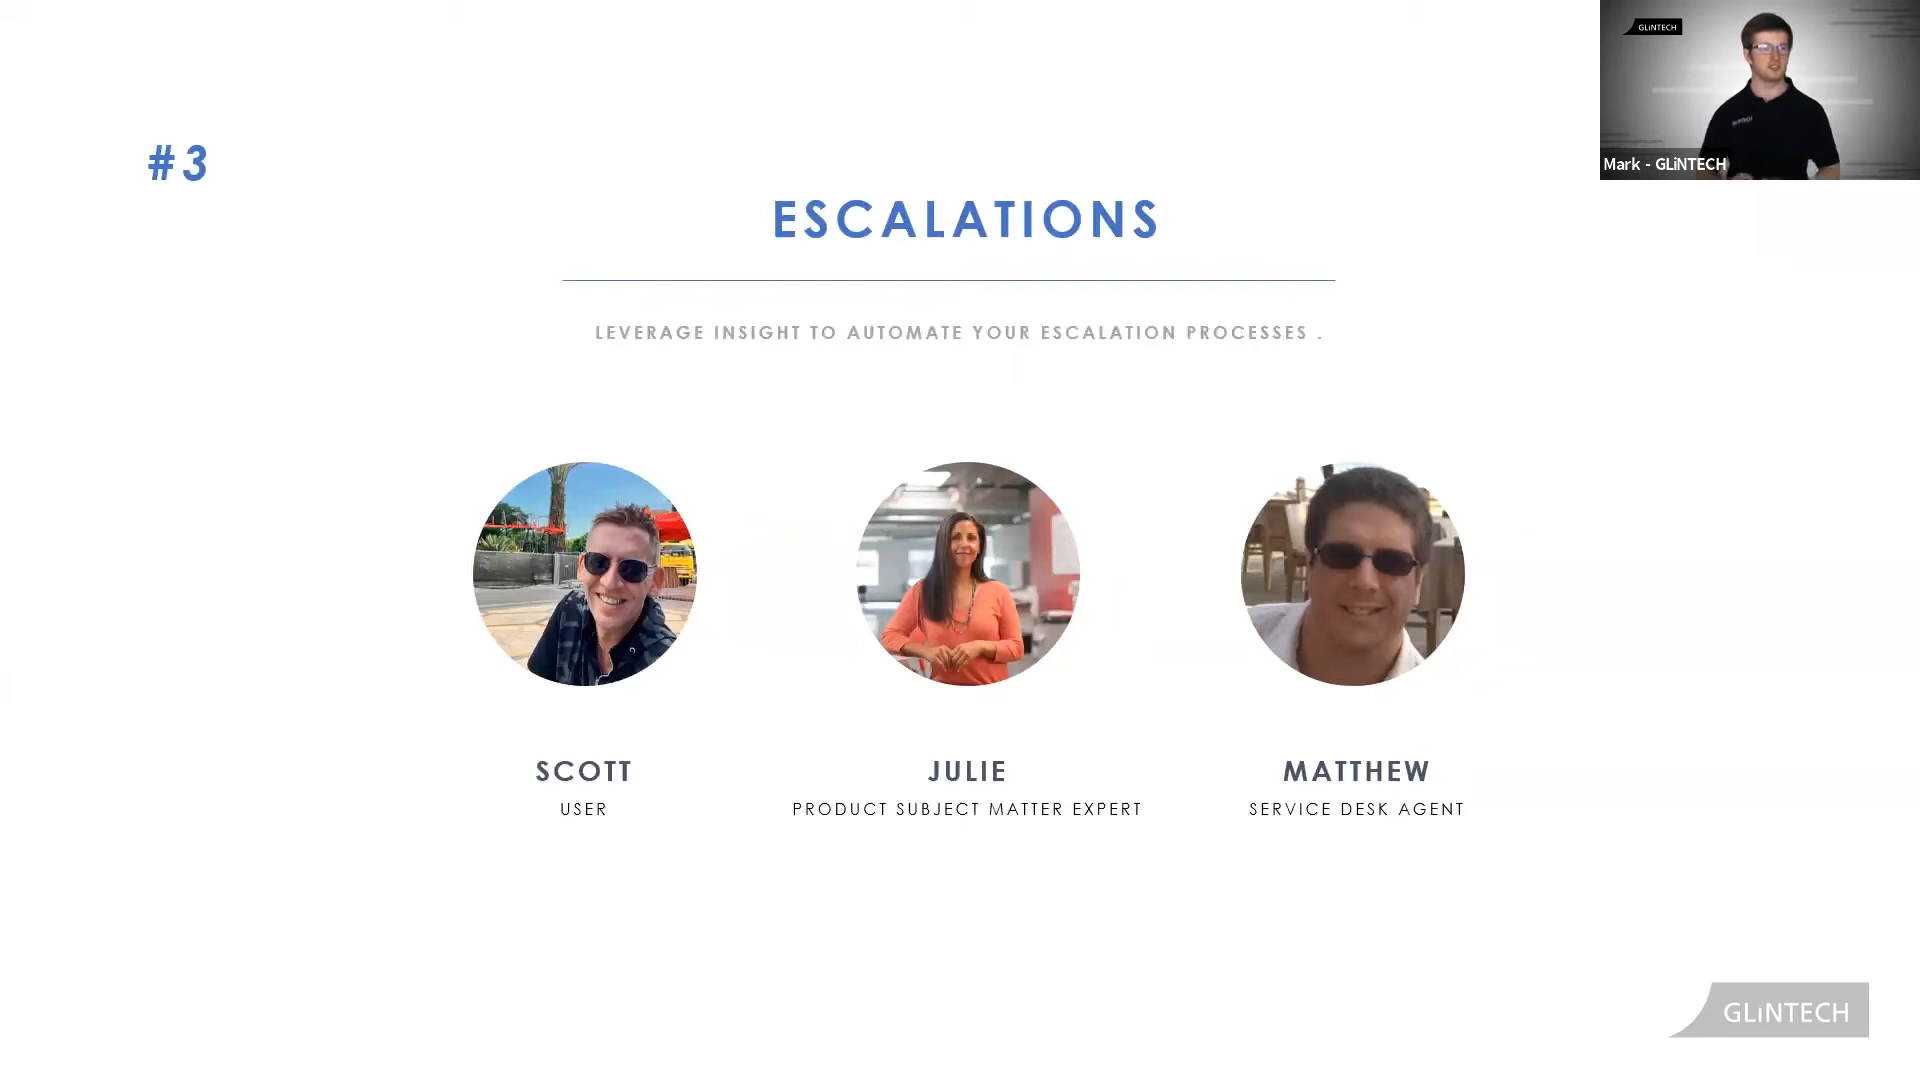 GLiNTECH
GLiNTECH
Mark - GLiNTECH
#3
ESCALATIONS
LEVERAGE INSIGHT TO AUTOMATE YOUR ESCALATION PROCESSES .
SCOTT
USER
JULIE
PRODUCT SUBJECT MATTER EXPERT
MATTHEW
SERVICE DESK AGENT
GLiNTECH